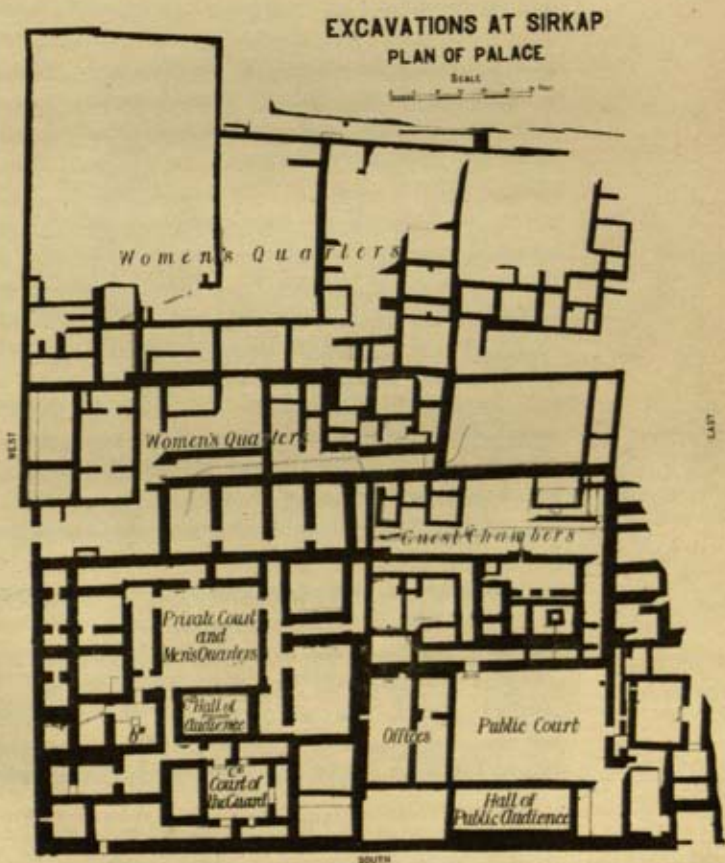 EXCAVATIONS AT SIRKAP
PLAN OF PALACE
SCALE
Women's Quarters
WEST
EAST
Women's Quarters
Guest Chambers
Private Court
and
Men's Quarters
Hall of
Audience
Offices
Public Court
Court of
the Guard
Hall of
Public Audience
SOUTH